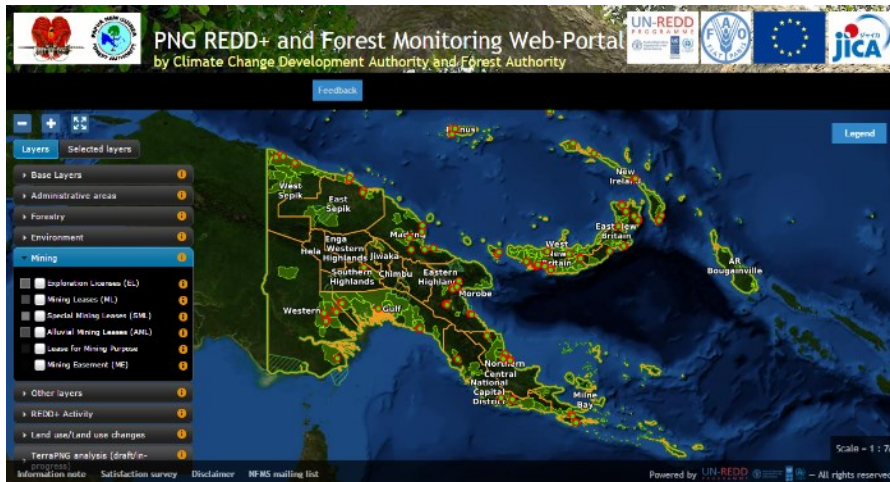 PNG REDD+ and Forest Monitoring Web-Portal
by Climate Change Development Authority and Forest Authority
UN-REDD
PROGRAMME
FAO
JICA
Feedback
Legend
Layers
Selected layers
Base Layers
Administrative areas
Forestry
Environment
Mining
Exploration Licenses (EL)
Mining Leases (ML)
Special Mining Leases (SML)
Alluvial Mining Leases (AML)
Lease for Mining Purpose
Mining Easement (ME)
Other layers
REDD+ Activity
Land use/Land use changes
TerraPNG analysis (draft/in-
progress)
Manus
West
Sepik
East
Sepik
New
Ireland
Madang
East New
Britain
West
New
Britain
Enga
Western
Highlands
Jiwaka
Hela
Southern
Highlands
Chimbu
Eastern
Highlands
Morobe
AR
Bougainville
Western
Gulf
Northern
Central
National
Capital
District
Milne
Bay
Scale = 1 : 7
Information note
Satisfaction survey
Disclaimer
NFMS mailing list
Powered by
UN-REDD
PROGRAMME
— All rights reserved